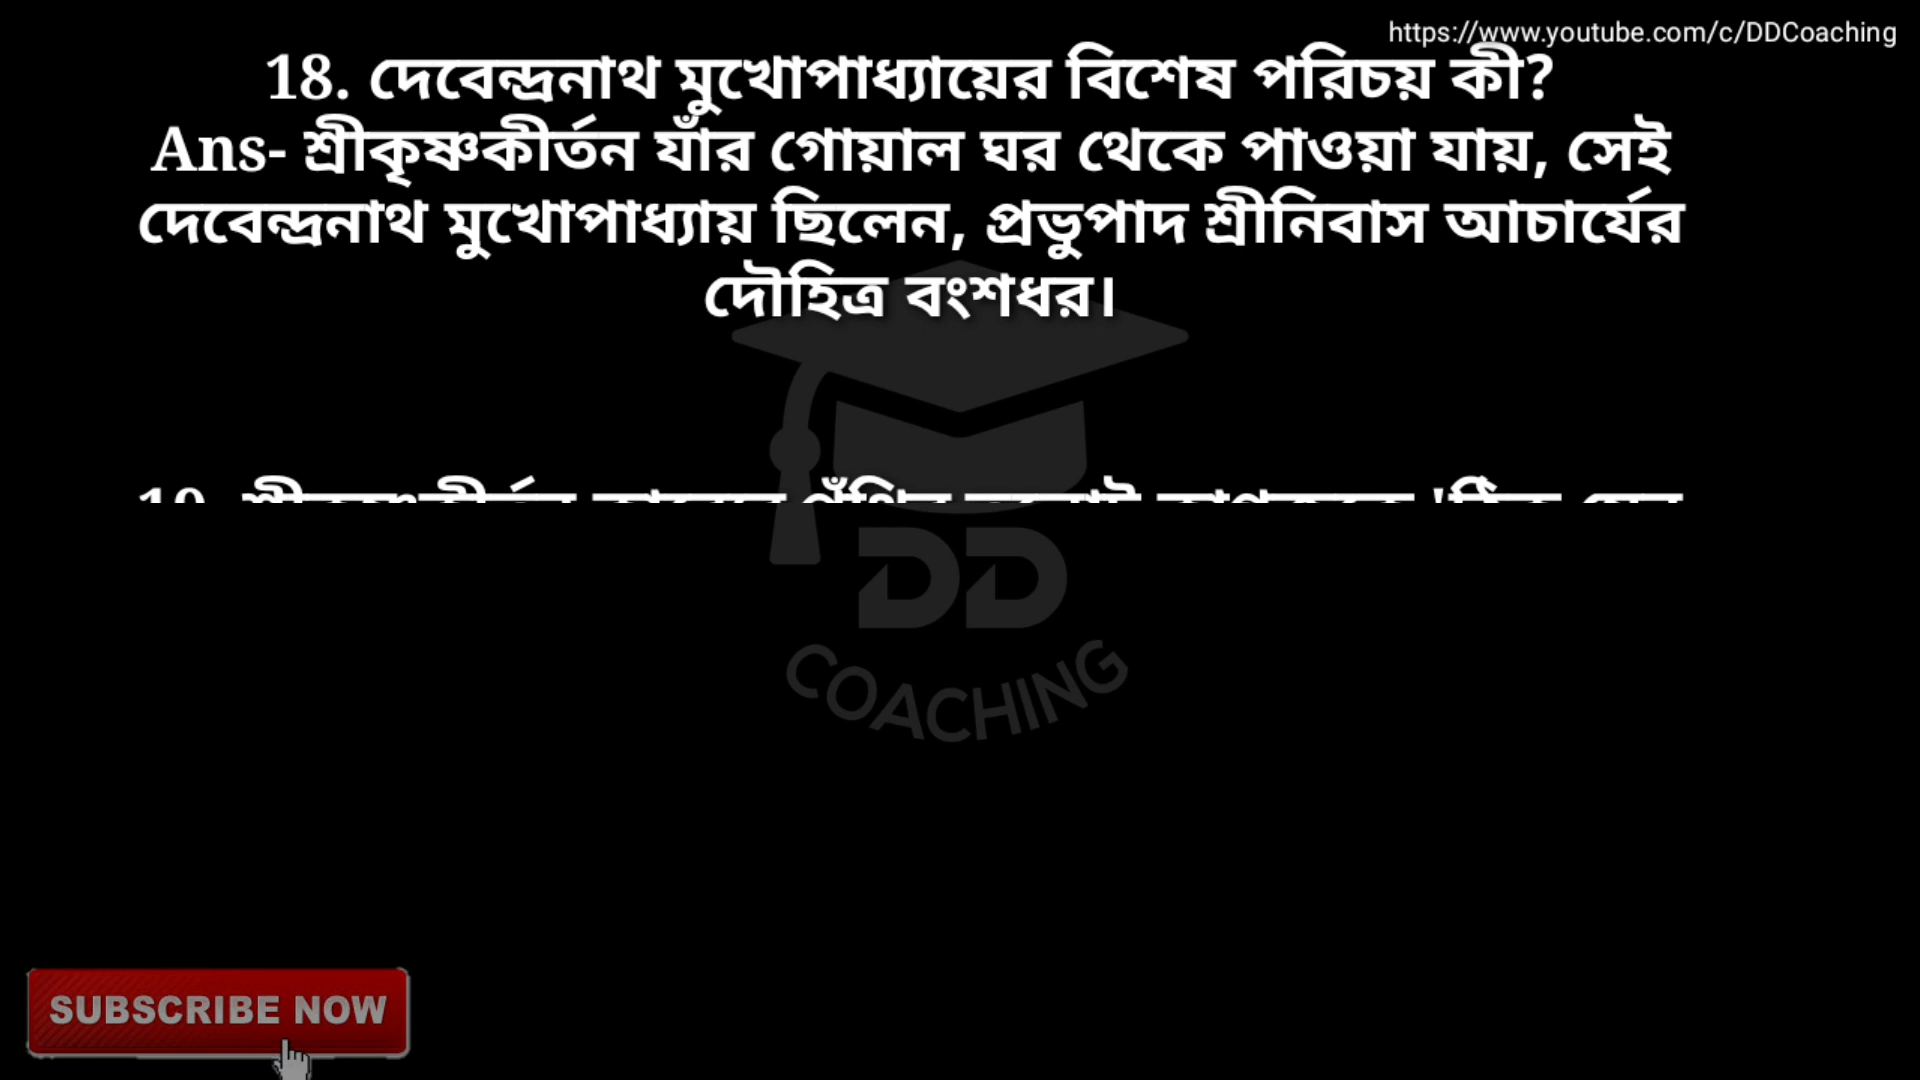 https://www.youtube.com/c/DDCoaching
18. দেবেন্দ্রনাথ মুখোপাধ্যায়ের বিশেষ পরিচয় কী?
Ans- শ্রীকৃষ্ণকীর্তন যাঁর গোয়াল ঘর থেকে পাওয়া যায়, সেই
দেবেন্দ্রনাথ মুখোপাধ্যায় ছিলেন, প্রভুপাদ শ্রীনিবাস আচার্যের
দৌহিত্র বংশধর।
DD
COACHING
SUBSCRIBE NOW